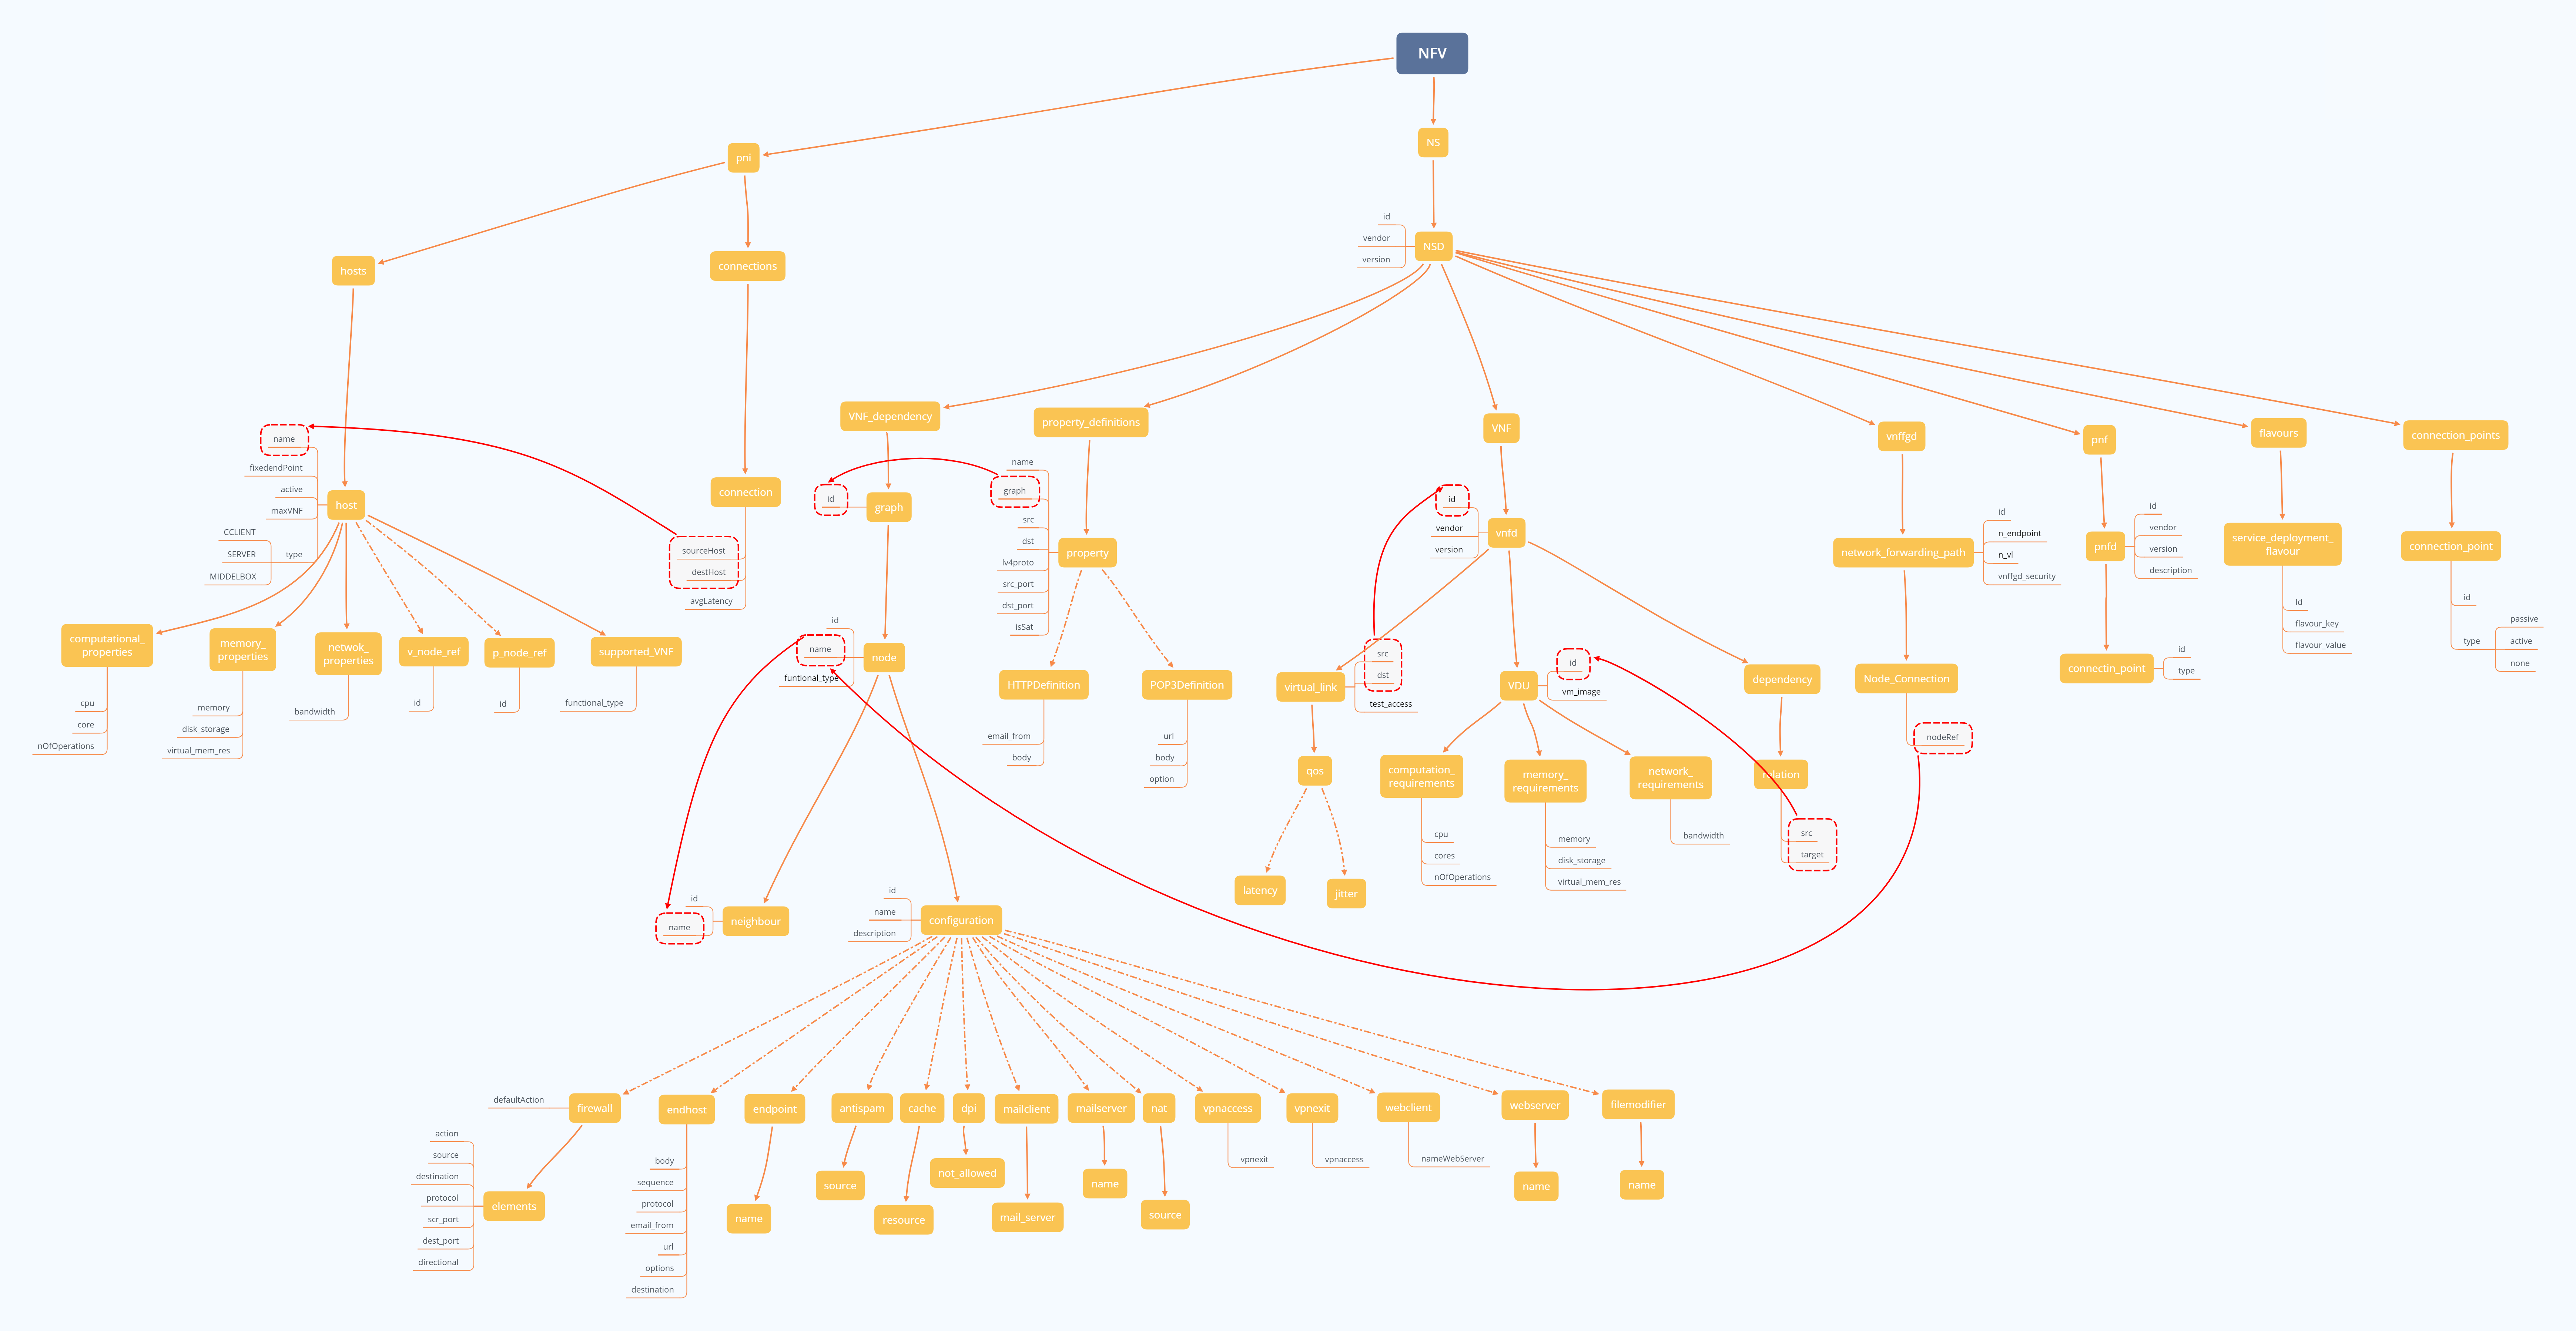 NFV
NS
pni
id
vendor
version
NSD
hosts
connections
VNF_dependency
property_definitions
VNF
vnffgd
pnf
flavours
connection_points
name
fixedendPoint
active
maxVNF
CCLIENT
SERVER
MIDDELBOX
type
host
connection
sourceHost
destHost
avgLatency
id
graph
name
graph
src
dst
lv4proto
src_port
dst_port
isSat
property
id
vendor
version
vnfd
network_forwarding_path
id
n_endpoint
n_vl
vnffgd_security
pnfd
id
vendor
version
description
service_deployment_
flavour
Id
flavour_key
flavour_value
connection_point
id
type
passive
active
none
computational_
properties
cpu
core
nOfOperations
memory_
properties
memory
disk_storage
virtual_mem_res
netwok_
properties
bandwidth
v_node_ref
id
p_node_ref
id
supported_VNF
functional_type
id
name
funtional_type
node
HTTPDefinition
email_from
body
POP3Definition
url
body
option
virtual_link
src
dst
test_access
VDU
id
vm_image
dependency
Node_Connection
nodeRef
connectin_point
id
type
qos
computation_
requirements
cpu
cores
nOfOperations
memory_
requirements
memory
disk_storage
virtual_mem_res
network_
requirements
bandwidth
relation
src
target
latency
jitter
id
name
neighbour
id
name
description
configuration
defaultAction
firewall
endhost
endpoint
antispam
cache
dpi
mailclient
mailserver
nat
vpnaccess
vpnexit
webclient
webserver
filemodifier
action
source
destination
protocol
scr_port
dest_port
directional
elements
body
sequence
protocol
email_from
url
options
destination
name
source
resource
not_allowed
mail_server
name
source
vpnexit
vpnaccess
nameWebServer
name
name